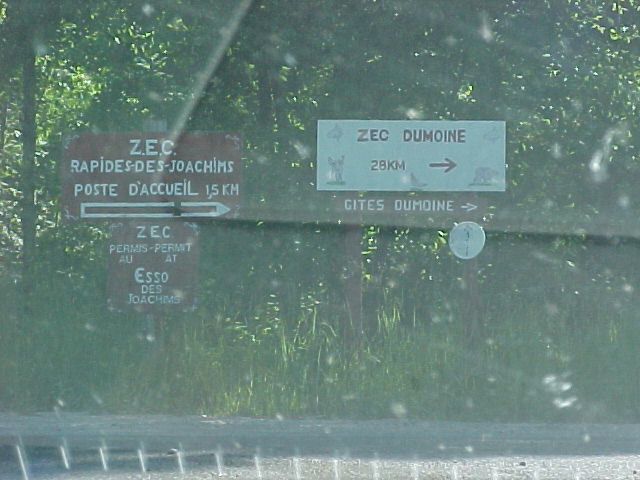 Z.E.C.
RAPIDES-DES-JOACHIMS
POSTE D'ACCUEIL 1,5 KM
ZEC
PERMIS-PERMIT
AU AT
ESSO
DES
JOACHIMS
ZEC DUMOINE
28KM →
GITES DUMOINE →